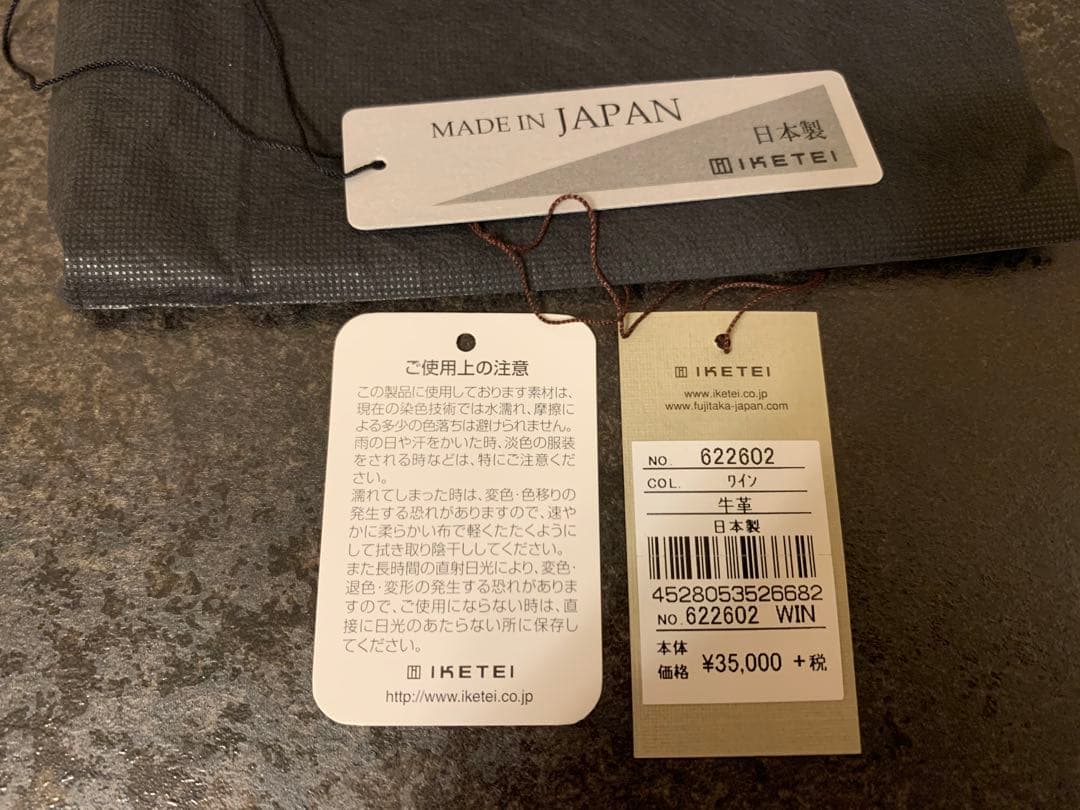 MADE IN JAPAN
日本製
IKETEI
ご使用上の注意
この製品に使用しております素材は、
現在の染色技術では水濡れ、摩擦に
よる多少の色落ちは避けられません。
雨の日や汗をかいた時、淡色の服装
をされる時などは、特にご注意くだ
さい。
濡れてしまった時は、変色・色移りの
発生する恐れがありますので、速や
かに柔らかい布で軽くたたくように
して拭き取り陰干ししてください。
また長時間の直射日光により、変色・
退色・変形の発生する恐れがありま
すので、ご使用にならない時は、直
接に日光のあたらない所に保存し
てください。
IKETEI
http://www.iketei.co.jp
IKETEI
www.iketei.co.jp
www.fujitaka-japan.com
NO. 622602
COL. ワイン
牛革
日本製
4528053526682
NO. 622602 WIN
本体
価格 ¥35,000 +税